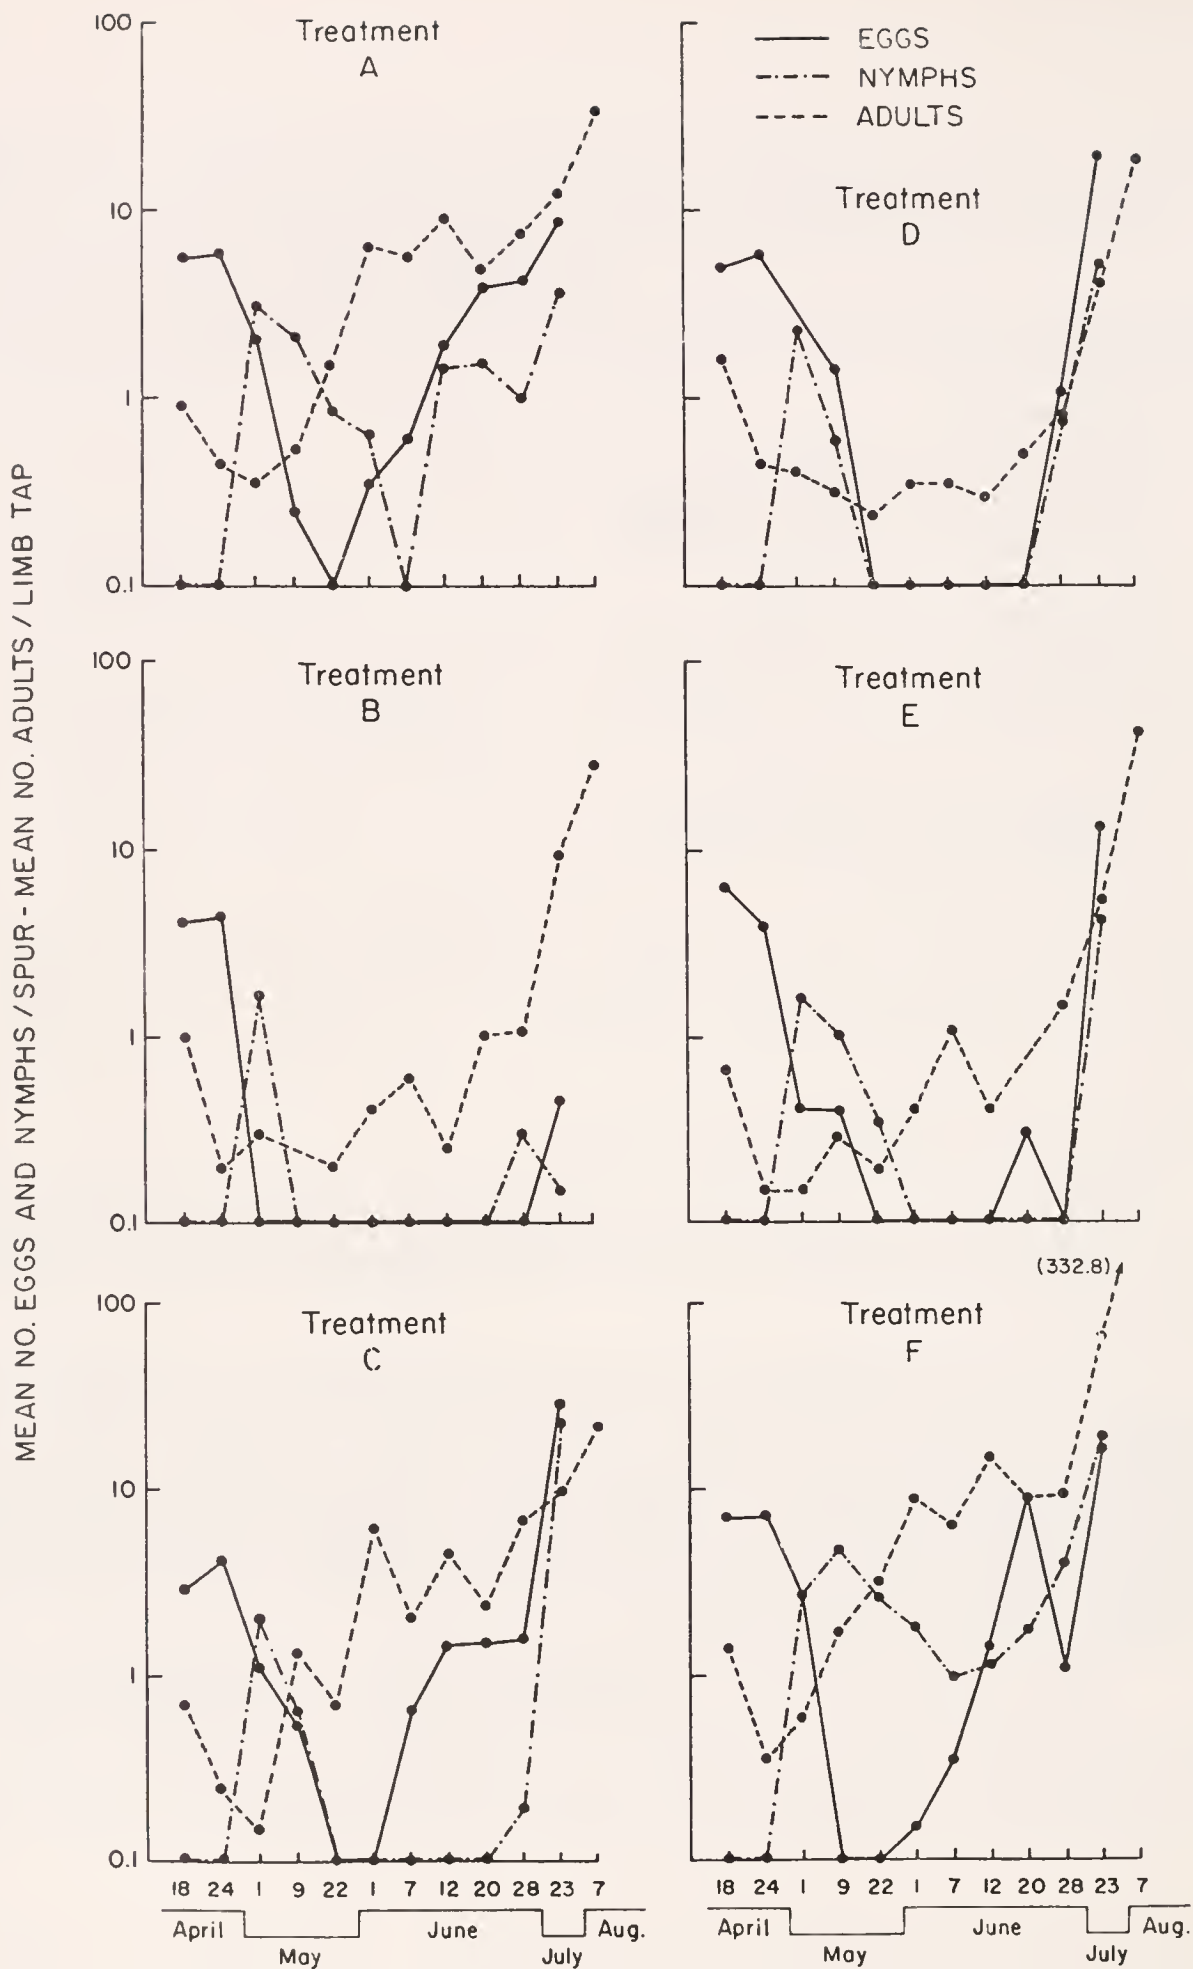 MEAN NO. EGGS AND NYMPHS / SPUR - MEAN NO. ADULTS / LIMB TAP
Treatment
A
100
10
1
0.1
EGGS
NYMPHS
ADULTS
Treatment
D
Treatment
B
100
10
1
0.1
Treatment
E
Treatment
C
100
10
1
0.1
(332.8)
Treatment
F
18 24 1 9 22 1 7 12 20 28 23 7
April May June July Aug.
18 24 1 9 22 1 7 12 20 28 23 7
April May June July Aug.